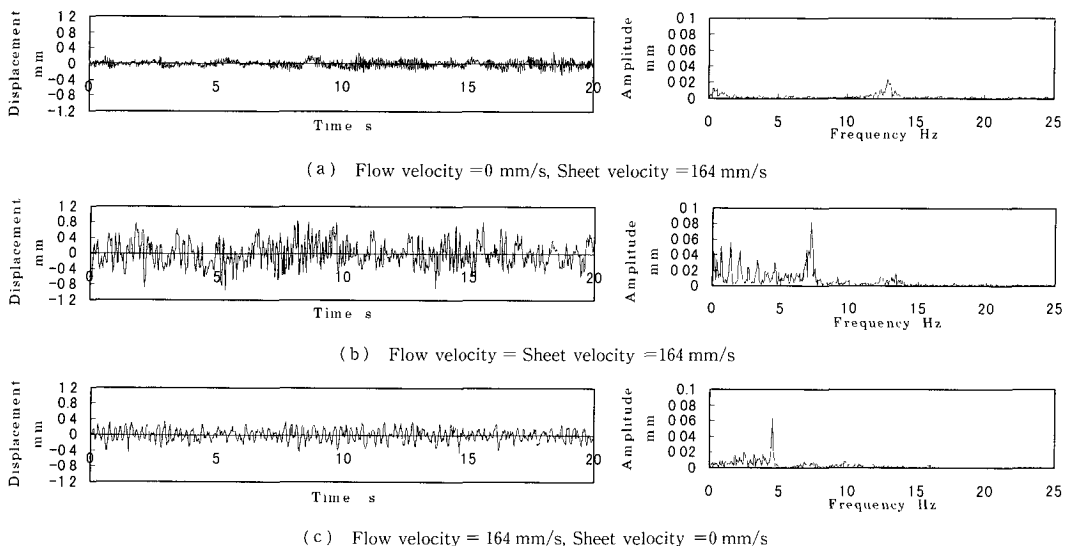 Displacement mm
1.2
0.8
0.4
0
-0.4
-0.8
-1.2
0 5 10 15 20
Time s
Amplitude mm
0.1
0.08
0.06
0.04
0.02
0
0 5 10 15 20 25
Frequency Hz
(a) Flow velocity =0 mm/s, Sheet velocity =164 mm/s
Displacement mm
1.2
0.8
0.4
0
-0.4
-0.8
-1.2
0 5 10 15 20
Time s
Amplitude mm
0.1
0.08
0.06
0.04
0.02
0
0 5 10 15 20 25
Frequency Hz
(b) Flow velocity = Sheet velocity =164 mm/s
Displacement mm
1.2
0.8
0.4
0
-0.4
-0.8
-1.2
0 5 10 15 20
Time s
Amplitude mm
0.1
0.08
0.06
0.04
0.02
0
0 5 10 15 20 25
Frequency Hz
(c) Flow velocity = 164 mm/s, Sheet velocity =0 mm/s